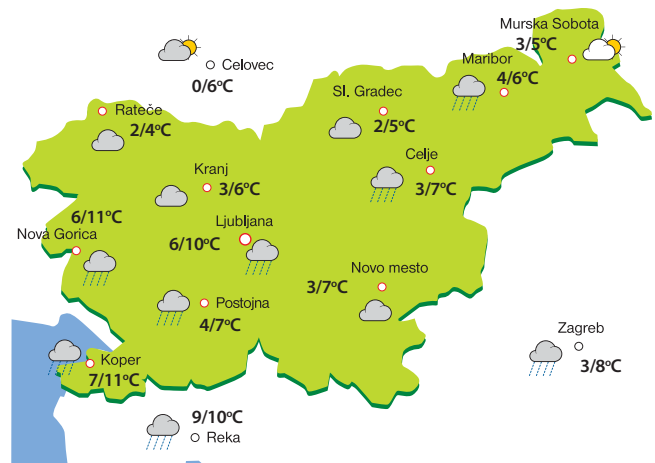 Murska Sobota
3/5°C
Celovec
0/6°C
Maribor
4/6°C
Sl. Gradec
2/5°C
Rateče
2/4°C
Celje
3/7°C
Kranj
3/6°C
6/11°C
Nova Gorica
Ljubljana
6/10°C
Novo mesto
3/7°C
Postojna
4/7°C
Zagreb
3/8°C
Koper
7/11°C
9/10°C
Reka